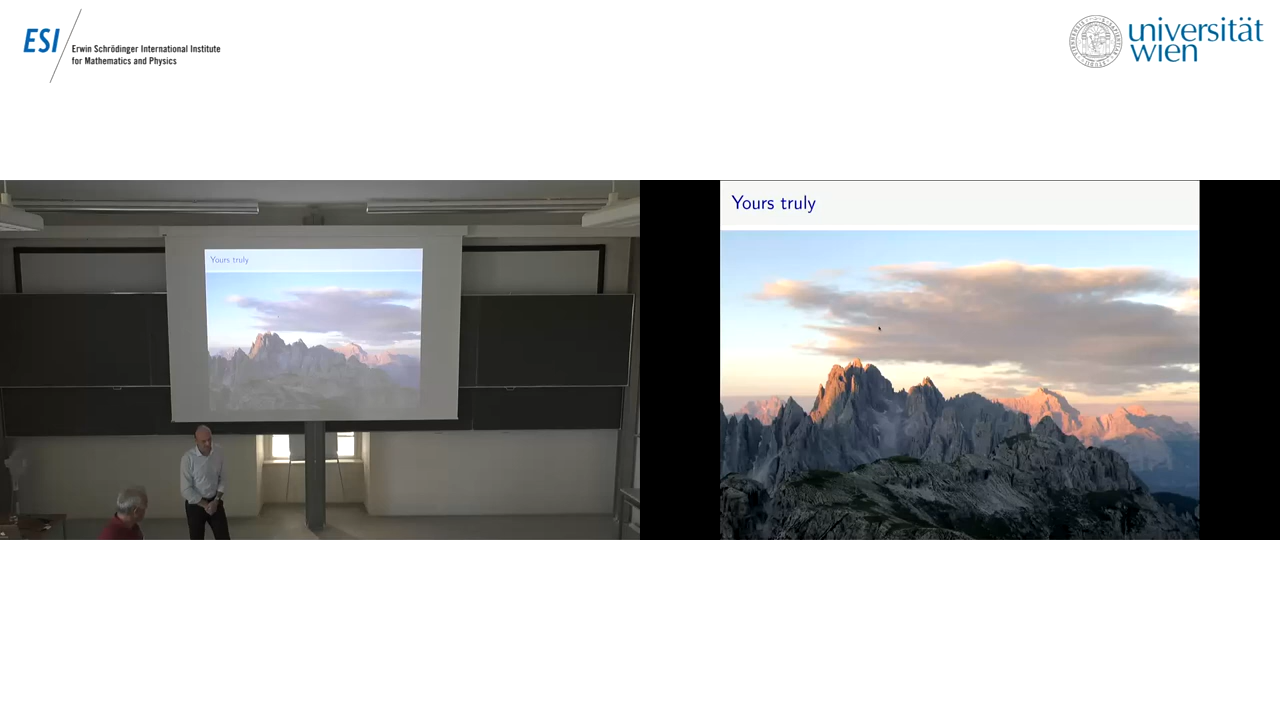 ESI
Erwin Schrödinger International Institute
for Mathematics and Physics
universität
wien
Yours truly
Yours truly